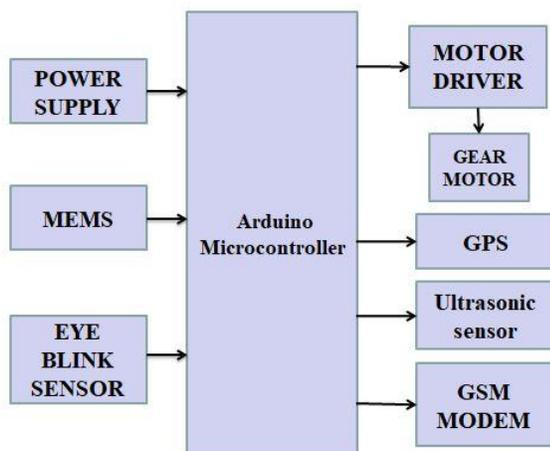 POWER
SUPPLY
MEMS
EYE
BLINK
SENSOR
Arduino
Microcontroller
MOTOR
DRIVER
GEAR
MOTOR
GPS
Ultrasonic
sensor
GSM
MODEM